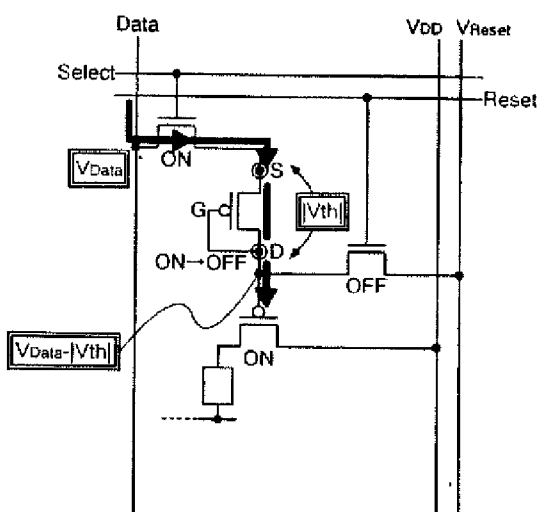 Data
VDD VReset
Select
Reset
ON
VData
S
G
|Vth|
D
ON→OFF
OFF
VData-|Vth|
ON